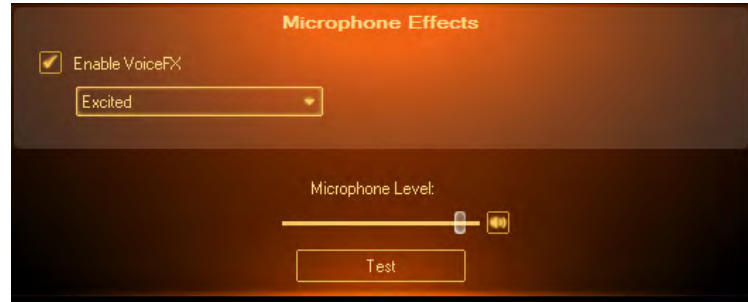 Microphone Effects
Enable VoiceFX
Excited
Microphone Level:
Test